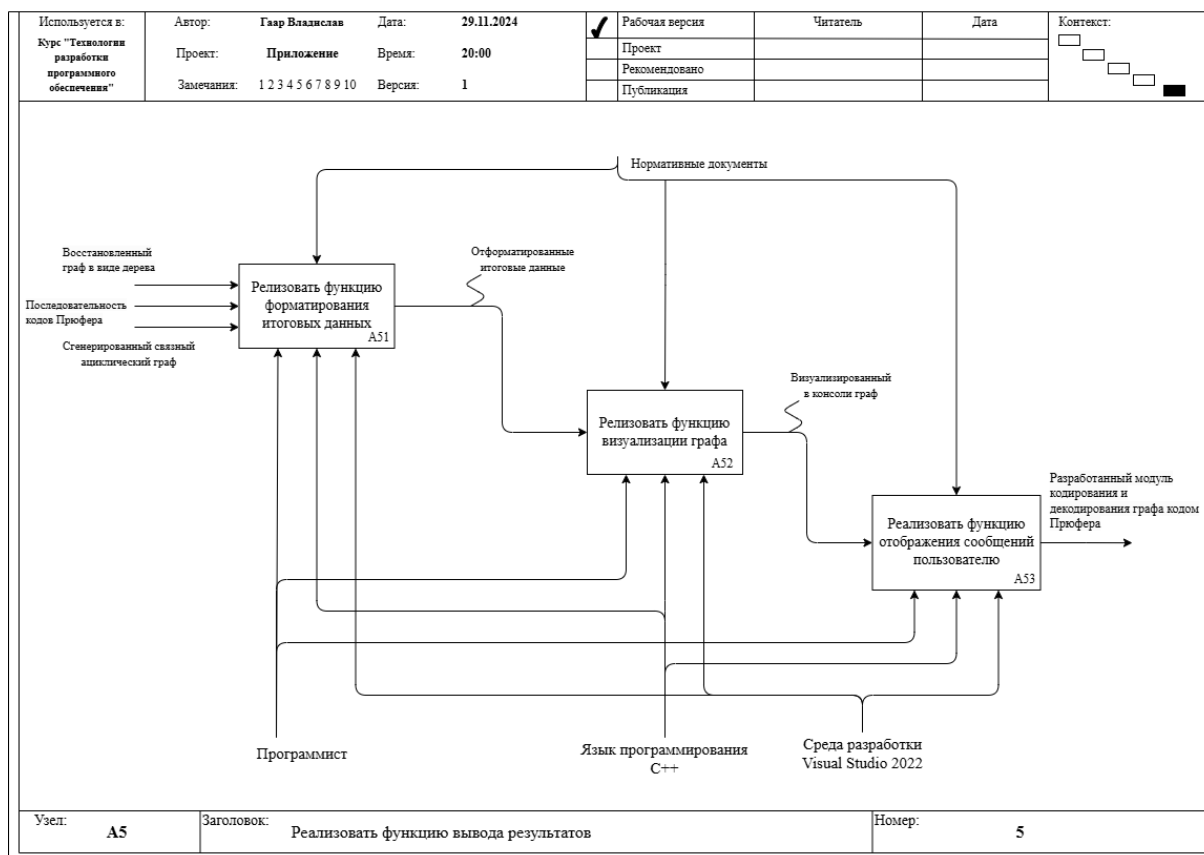 Используется в:
Курс "Технологии
разработки
программного
обеспечения"
Автор:
Гаар Владислав
Дата:
29.11.2024
Проект:
Приложение
Время:
20:00
Замечания:
1 2 3 4 5 6 7 8 9 10
Версия:
1
Рабочая версия
Читатель
Дата
Проект
Рекомендовано
Публикация
Контекст:
Нормативные документы
Восстановленный
граф в виде дерева
Последовательность
кодов Прюфера
Сгенерированный связный
ациклический граф
Релизовать функцию
форматирования
итоговых данных
A51
Отформатированные
итоговые данные
Релизовать функцию
визуализации графа
A52
Визуализированный
в консоли граф
Реализовать функцию
отображения сообщений
пользователю
A53
Разработанный модуль
кодирования и
декодирования графа кодом
Прюфера
Программист
Язык программирования
C++
Среда разработки
Visual Studio 2022
Узел:
A5
Заголовок:
Реализовать функцию вывода результатов
Номер:
5